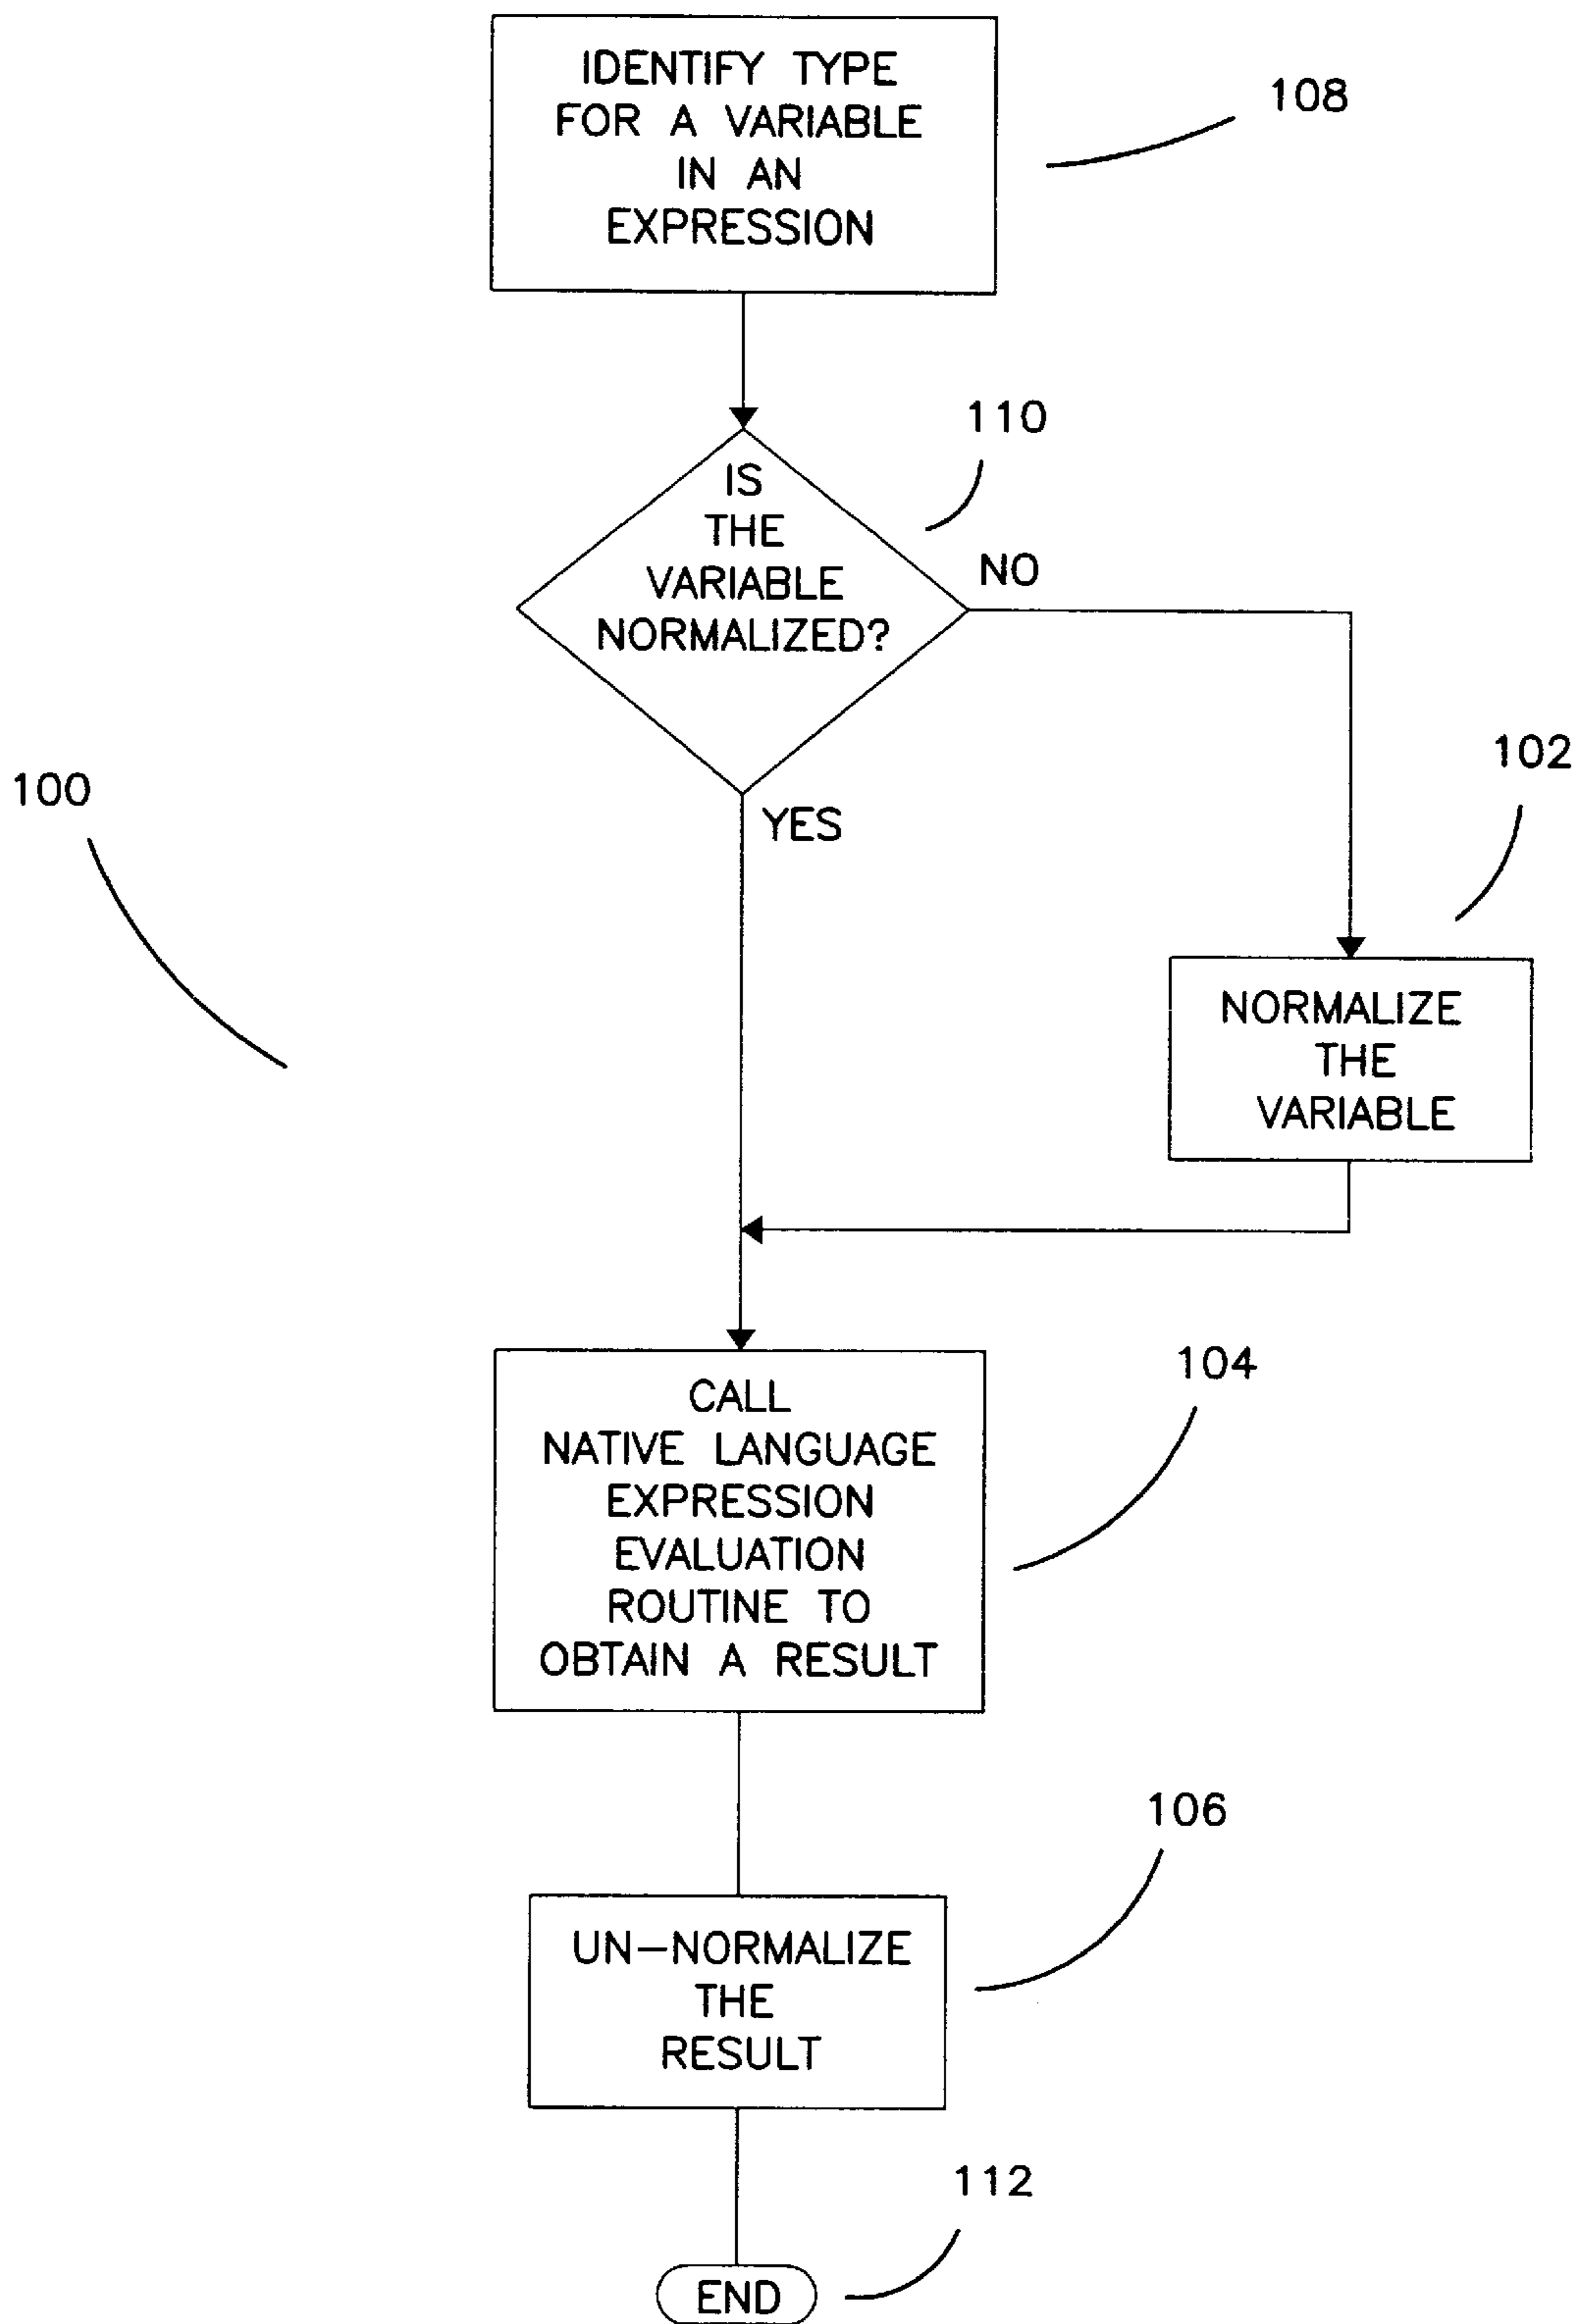 IDENTIFY TYPE
FOR A VARIABLE
IN AN
EXPRESSION
108
110
IS
THE
VARIABLE
NORMALIZED?
NO
102
100
YES
NORMALIZE
THE
VARIABLE
104
CALL
NATIVE LANGUAGE
EXPRESSION
EVALUATION
ROUTINE TO
OBTAIN A RESULT
106
UN-NORMALIZE
THE
RESULT
112
END